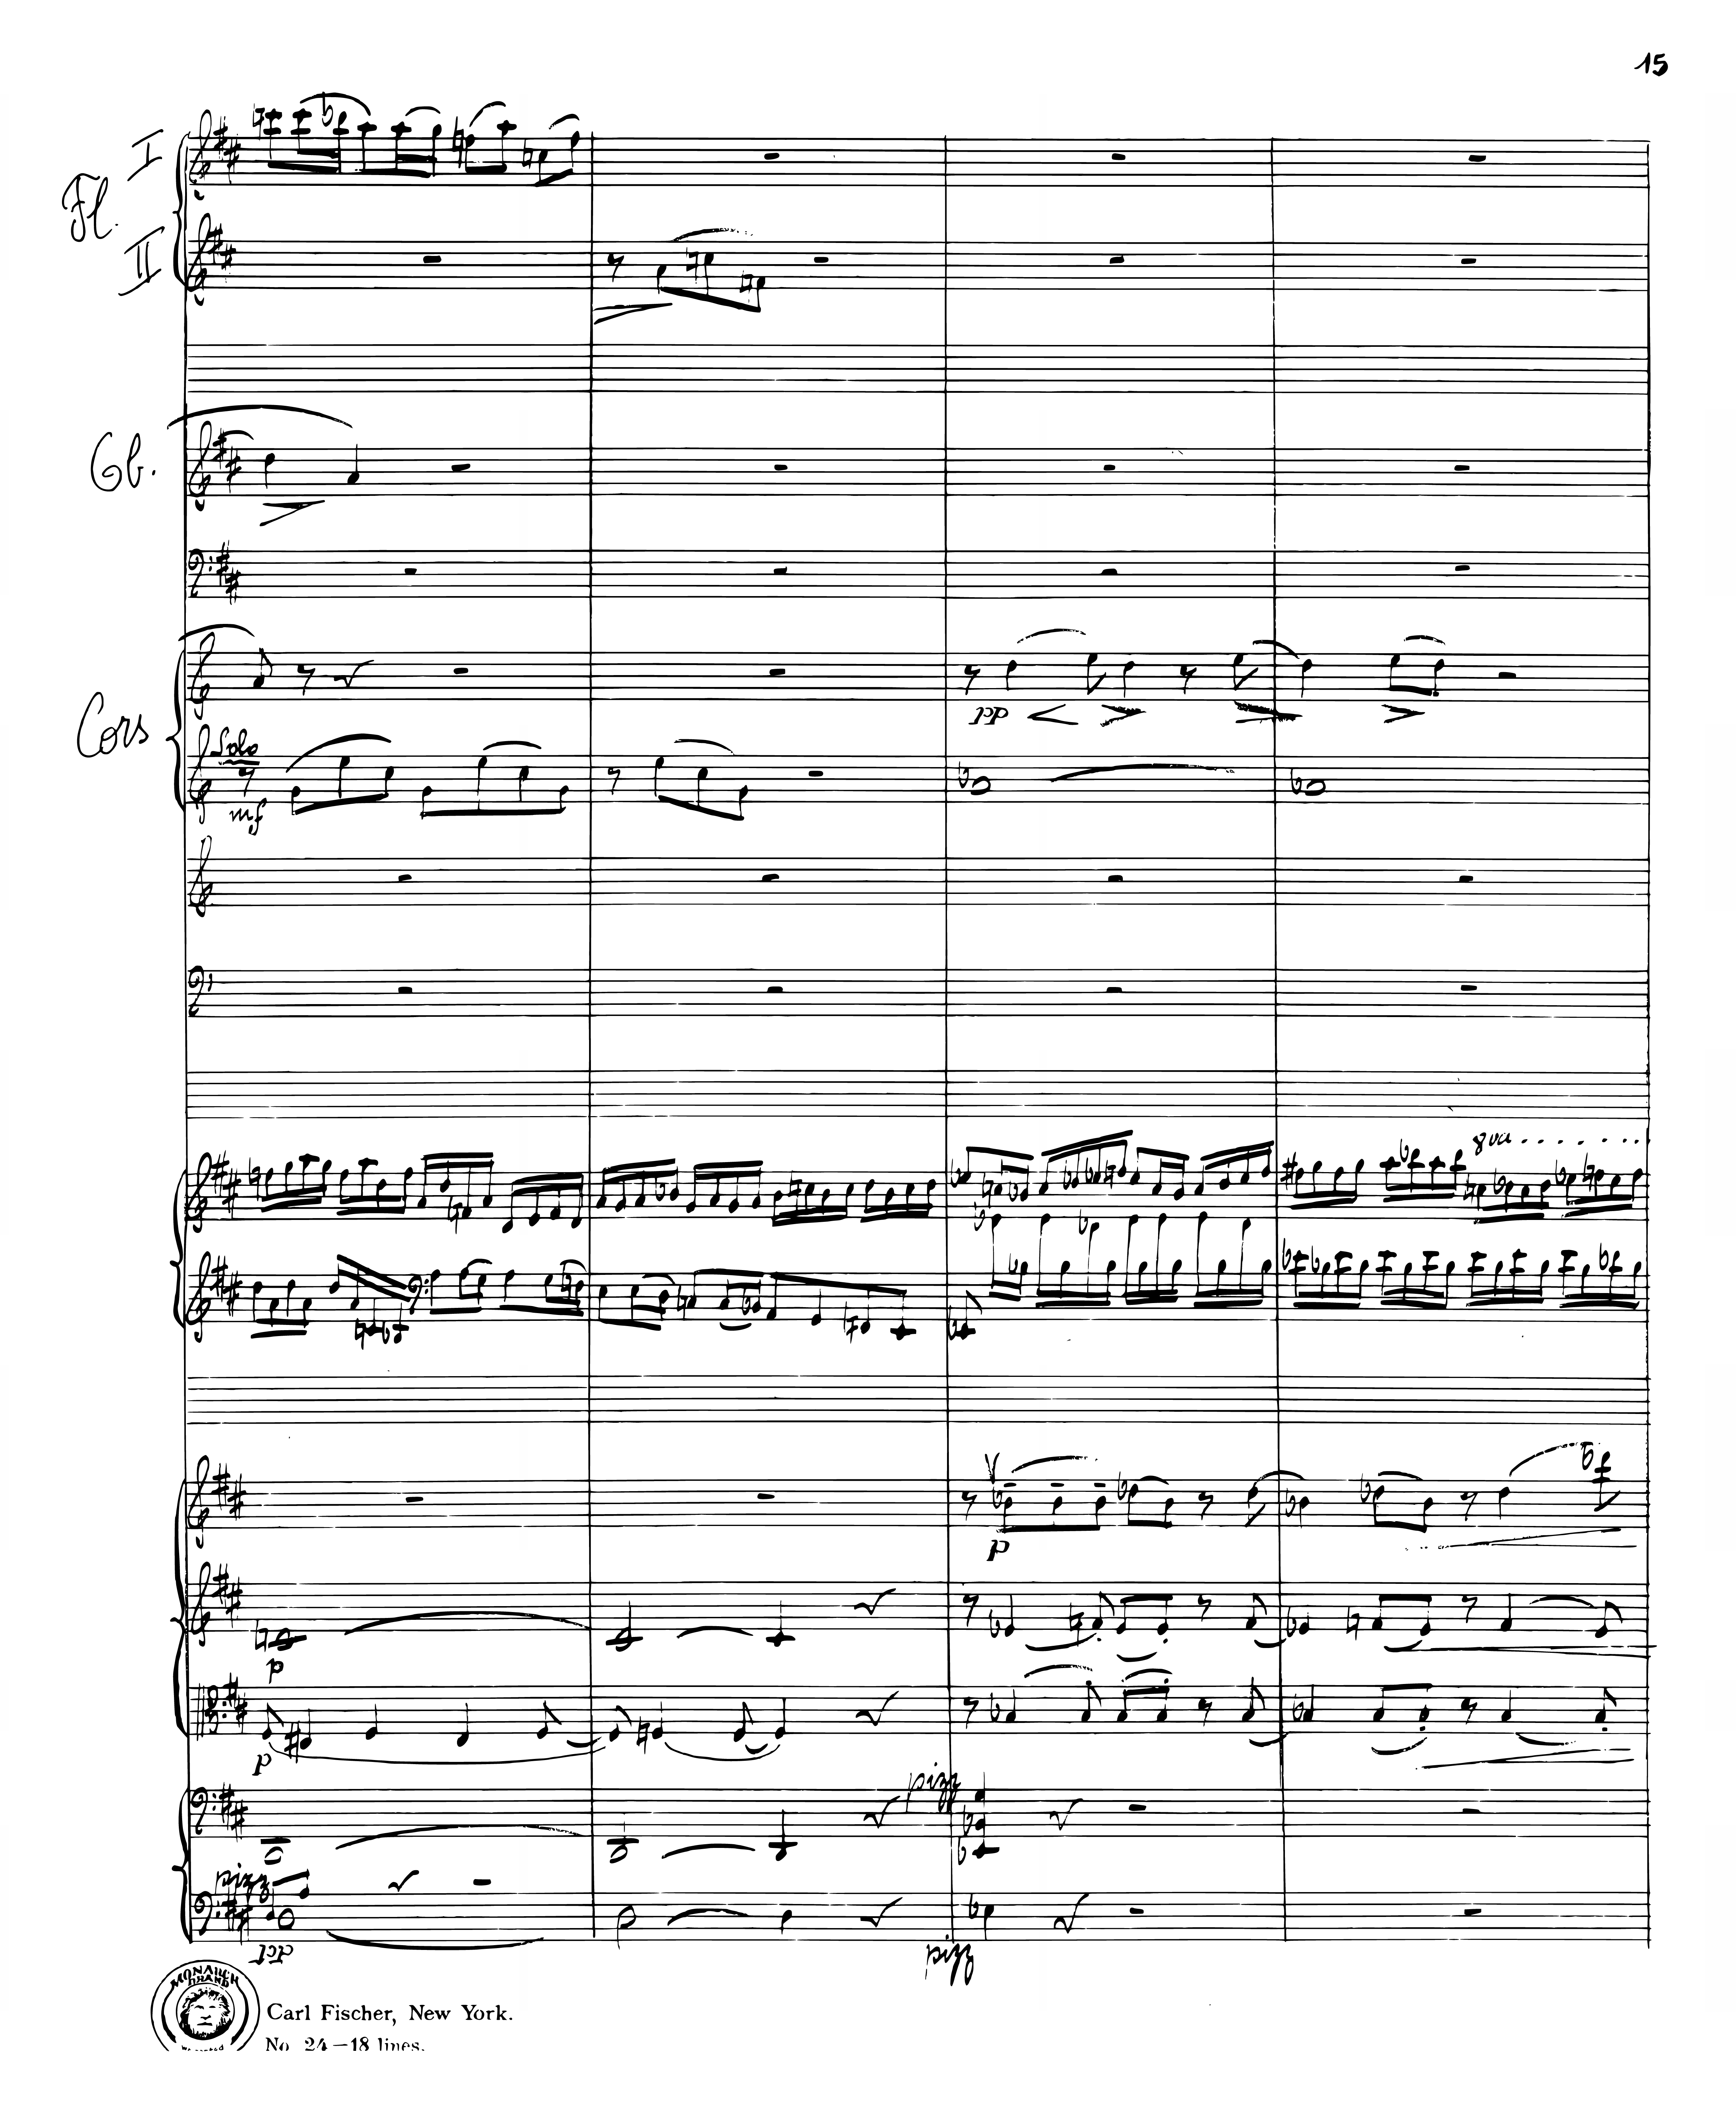 15
I
Fl.
II
Ob.
Cors
pp
Solo
mf
8va
p
p
p
pizz
pizz
pp
pizz
MONARCH
BRAND
Carl Fischer, New York.
No. 24—18 lines.